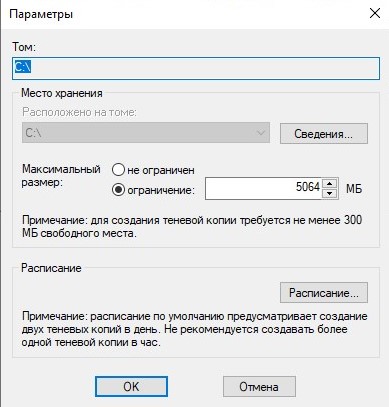 Параметры
Том:
C:\
Место хранения
Расположено на томе:
C:\
Сведения...
Максимальный
размер:
не ограничен
ограничение:
5064
МБ
Примечание: для создания теневой копии требуется не менее 300
МБ свободного места.
Расписание
Расписание...
Примечание: расписание по умолчанию предусматривает создание
двух теневых копий в день. Не рекомендуется создавать более
одной теневой копии в час.
OK
Отмена